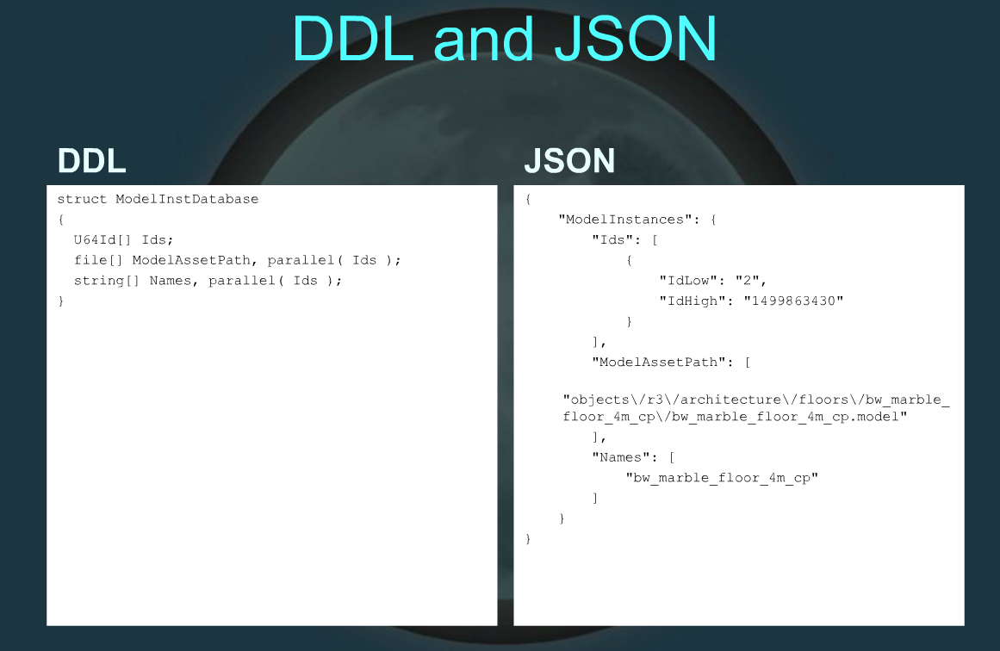 DDL and JSON
DDL
struct ModelInstDatabase
{
  U64Id[] Ids;
  file[] ModelAssetPath, parallel( Ids );
  string[] Names, parallel( Ids );
}
JSON
{
    "ModelInstances": {
        "Ids": [
            {
                "IdLow": "2",
                "IdHigh": "1499863430"
            }
        ],
        "ModelAssetPath": [
"objects\/r3\/architecture\/floors\/bw_marble_
floor_4m_cp\/bw_marble_floor_4m_cp.model"
        ],
        "Names": [
            "bw_marble_floor_4m_cp"
        ]
    }
}